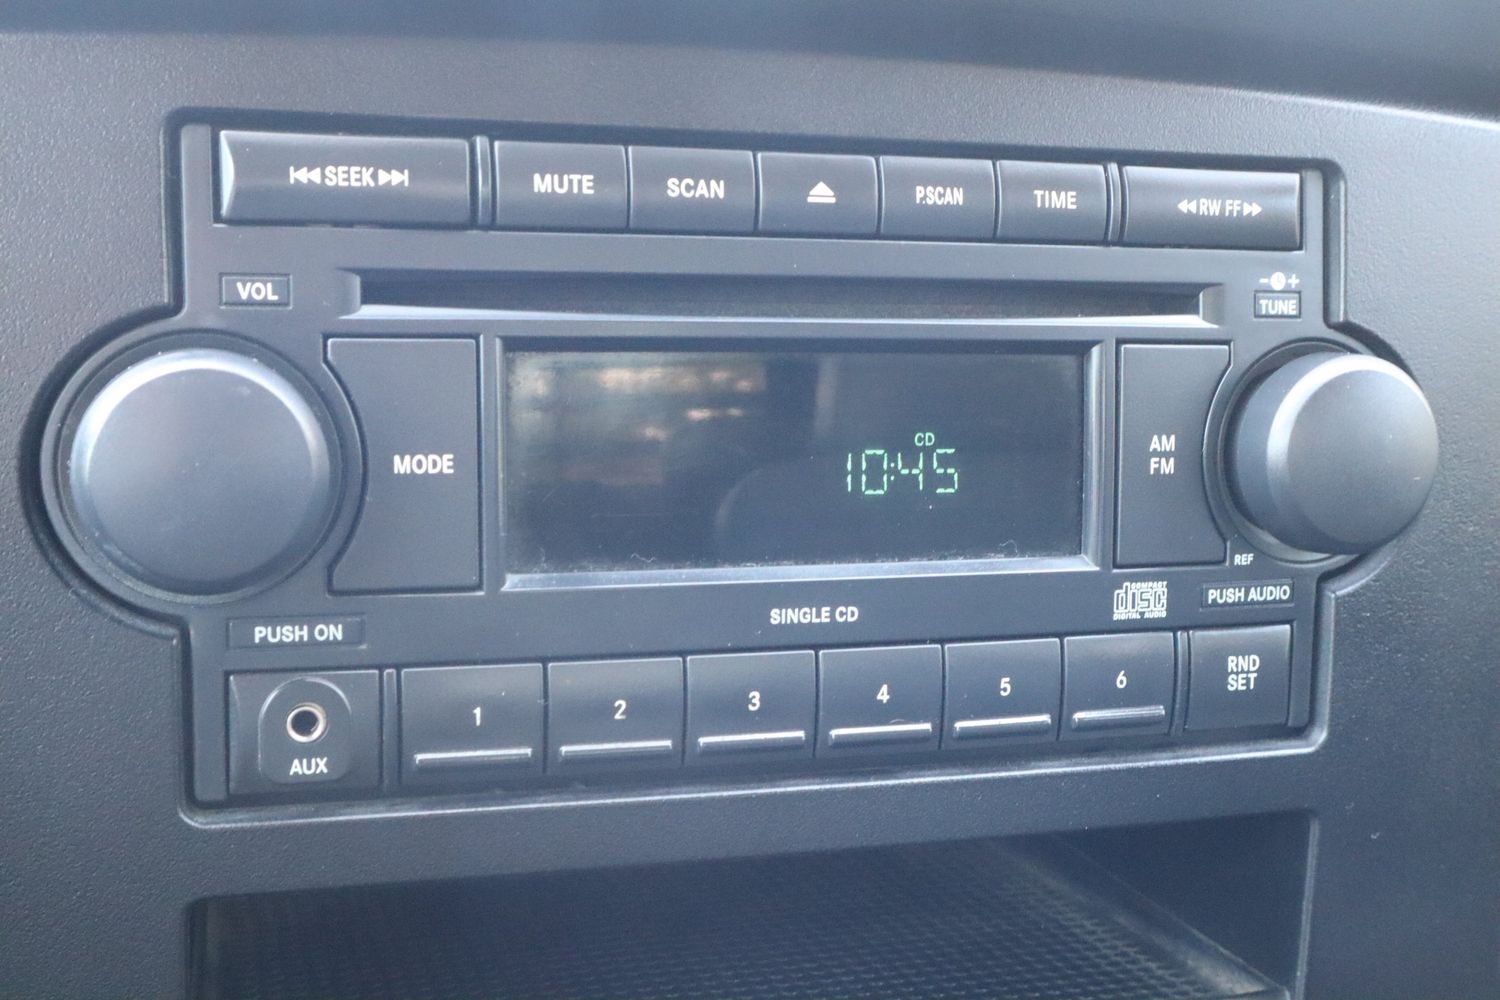 SEEK
MUTE
SCAN
P.SCAN
TIME
RW FF
VOL
- +
TUNE
MODE
CD
10:45
AM
FM
REF
PUSH ON
SINGLE CD
COMPACT
disc
DIGITAL AUDIO
PUSH AUDIO
AUX
1
2
3
4
5
6
RND
SET